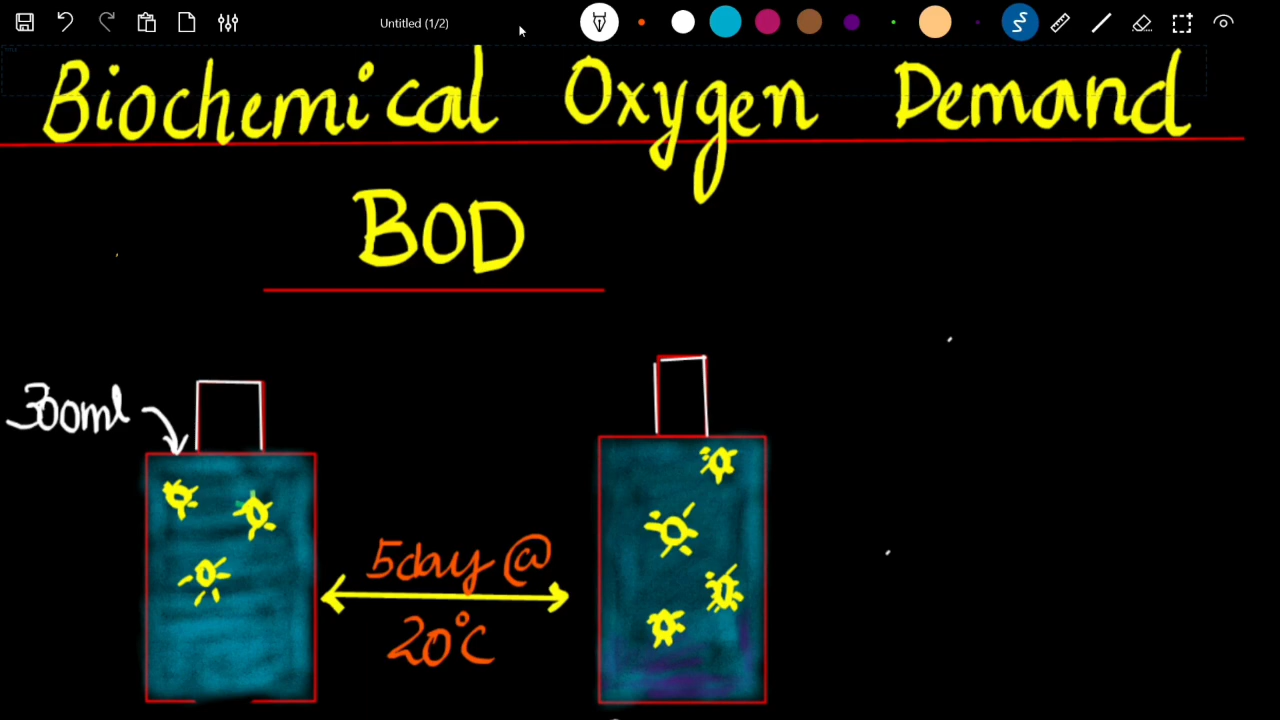 Untitled (1/2)
Biochemical Oxygen Demand
BOD
300ml
5day @
20°C